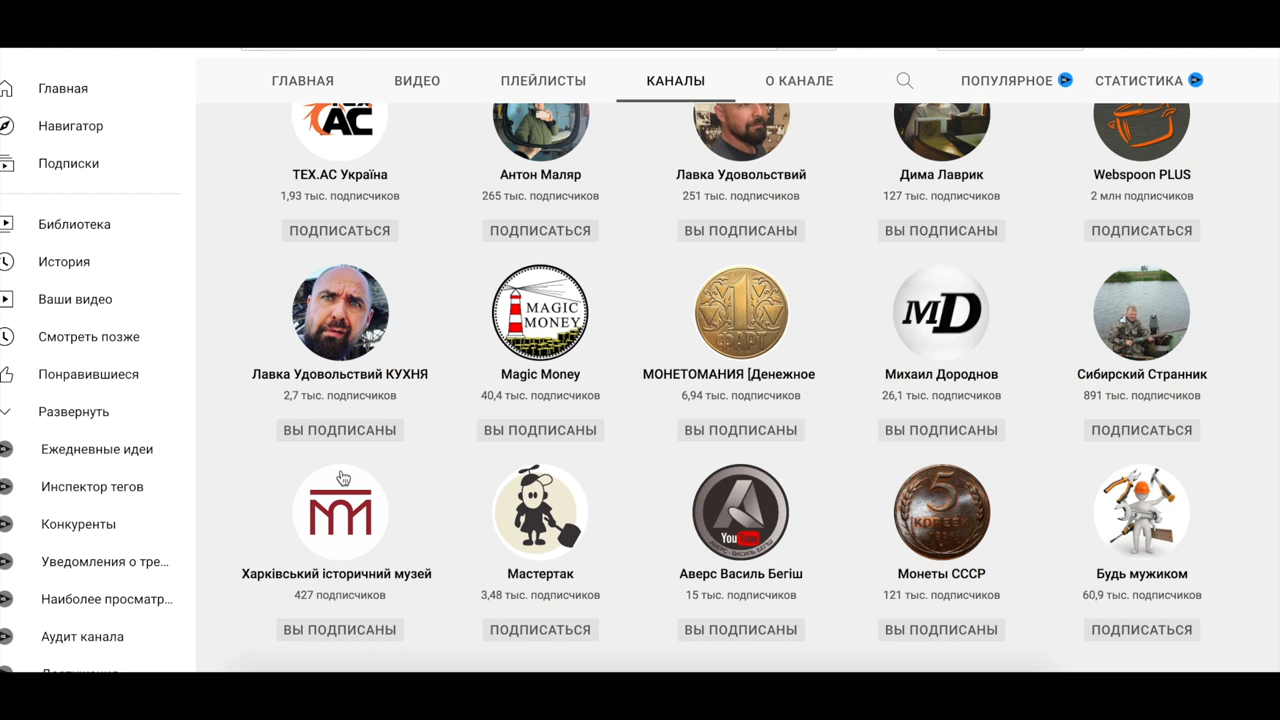 ГЛАВНАЯ ВИДЕО ПЛЕЙЛИСТЫ КАНАЛЫ О КАНАЛЕ ПОПУЛЯРНОЕ СТАТИСТИКА
Главная
Навигатор
Подписки
Библиотека
История
Ваши видео
Смотреть позже
Понравившиеся
Развернуть
Ежедневные идеи
Инспектор тегов
Конкуренты
Уведомления о тре...
Наиболее просматр...
Аудит канала
AC
ТЕХ.АС Україна Антон Маляр Лавка Удовольствий Дима Лаврик Webspoon PLUS
1,93 тыс. подписчиков 265 тыс. подписчиков 251 тыс. подписчиков 127 тыс. подписчиков 2 млн подписчиков
ПОДПИСАТЬСЯ ПОДПИСАТЬСЯ ВЫ ПОДПИСАНЫ ВЫ ПОДПИСАНЫ ПОДПИСАТЬСЯ
MAGIC
MONEY
1
ФАРТ
MD
Лавка Удовольствий КУХНЯ Magic Money МОНЕТОМАНИЯ [Денежное Михаил Дороднов Сибирский Странник
2,7 тыс. подписчиков 40,4 тыс. подписчиков 6,94 тыс. подписчиков 26,1 тыс. подписчиков 891 тыс. подписчиков
ВЫ ПОДПИСАНЫ ВЫ ПОДПИСАНЫ ВЫ ПОДПИСАНЫ ВЫ ПОДПИСАНЫ ПОДПИСАТЬСЯ
YouTube
АВЕРС - ВАСИЛЬ БЕГІШ
5
КОПЕЕК
Харківський історичний музей Мастертак Аверс Василь Бегіш Монеты СССР Будь мужиком
427 подписчиков 3,48 тыс. подписчиков 15 тыс. подписчиков 121 тыс. подписчиков 60,9 тыс. подписчиков
ВЫ ПОДПИСАНЫ ПОДПИСАТЬСЯ ВЫ ПОДПИСАНЫ ВЫ ПОДПИСАНЫ ПОДПИСАТЬСЯ